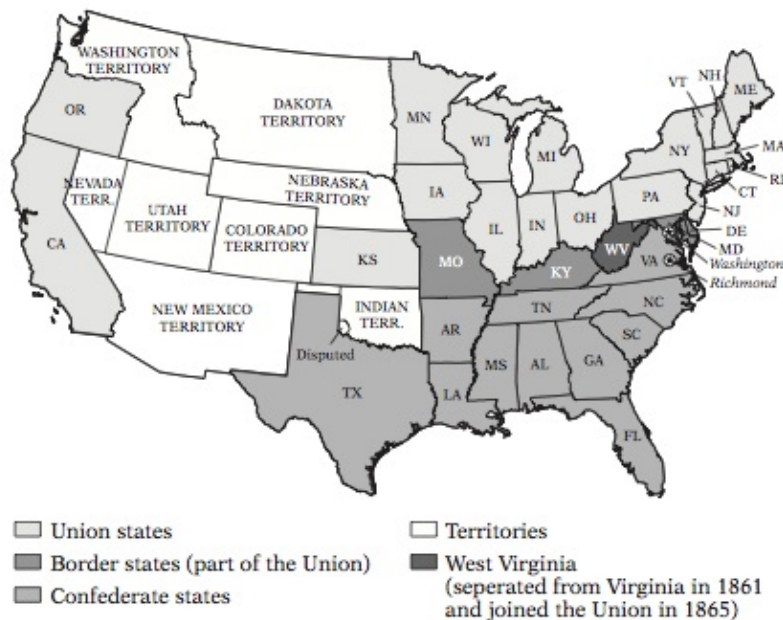 WASHINGTON
TERRITORY
OR
DAKOTA
TERRITORY
MN
VT
NH
ME
WI
MI
NY
MA
RI
CT
NEVADA
TERR.
NEBRASKA
TERRITORY
IA
PA
NJ
UTAH
TERRITORY
COLORADO
TERRITORY
IL
IN
OH
DE
MD
CA
KS
MO
WV
VA
Washington
KY
Richmond
NEW MEXICO
TERRITORY
INDIAN
TERR.
TN
NC
AR
SC
Disputed
MS
AL
GA
TX
LA
FL
Union states
Border states (part of the Union)
Confederate states
Territories
West Virginia
(seperated from Virginia in 1861
and joined the Union in 1865)